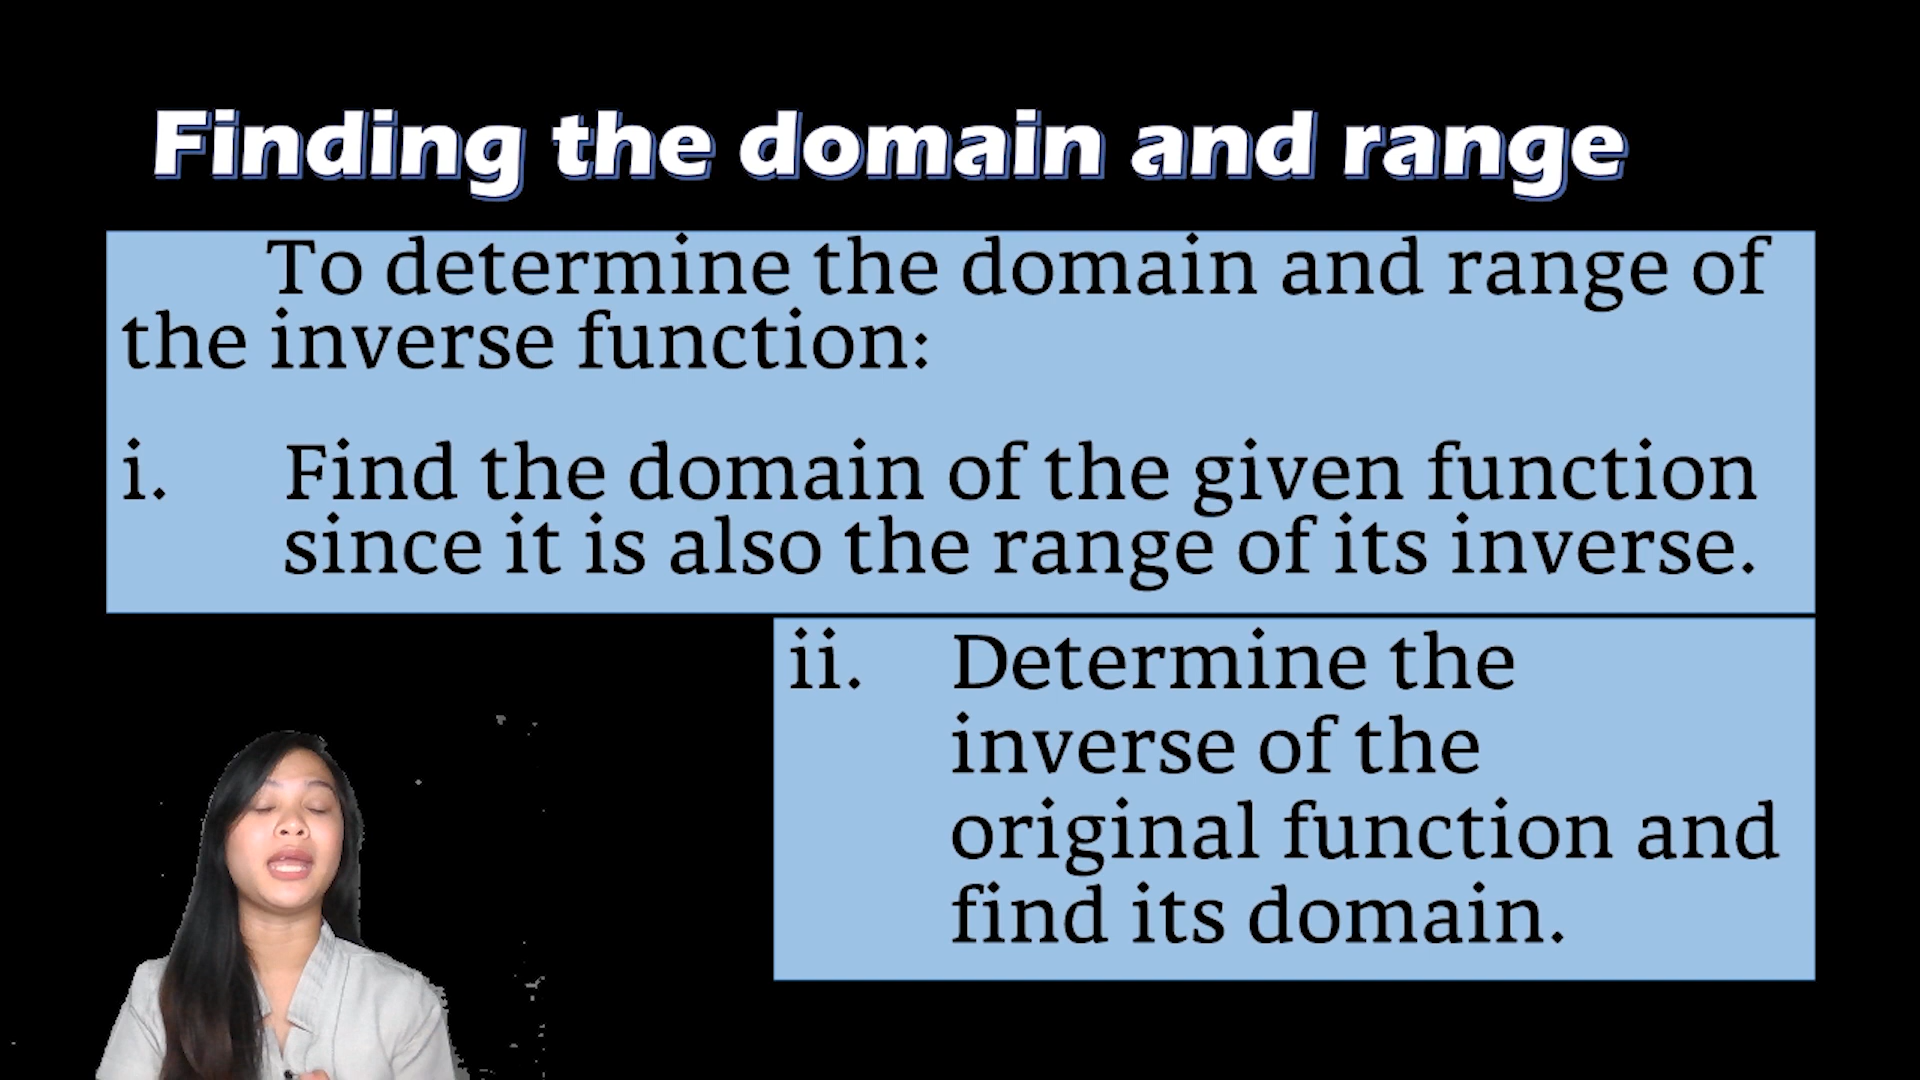 Finding the domain and range
To determine the domain and range of
the inverse function:
i. Find the domain of the given function
since it is also the range of its inverse.
ii. Determine the
inverse of the
original function and
find its domain.